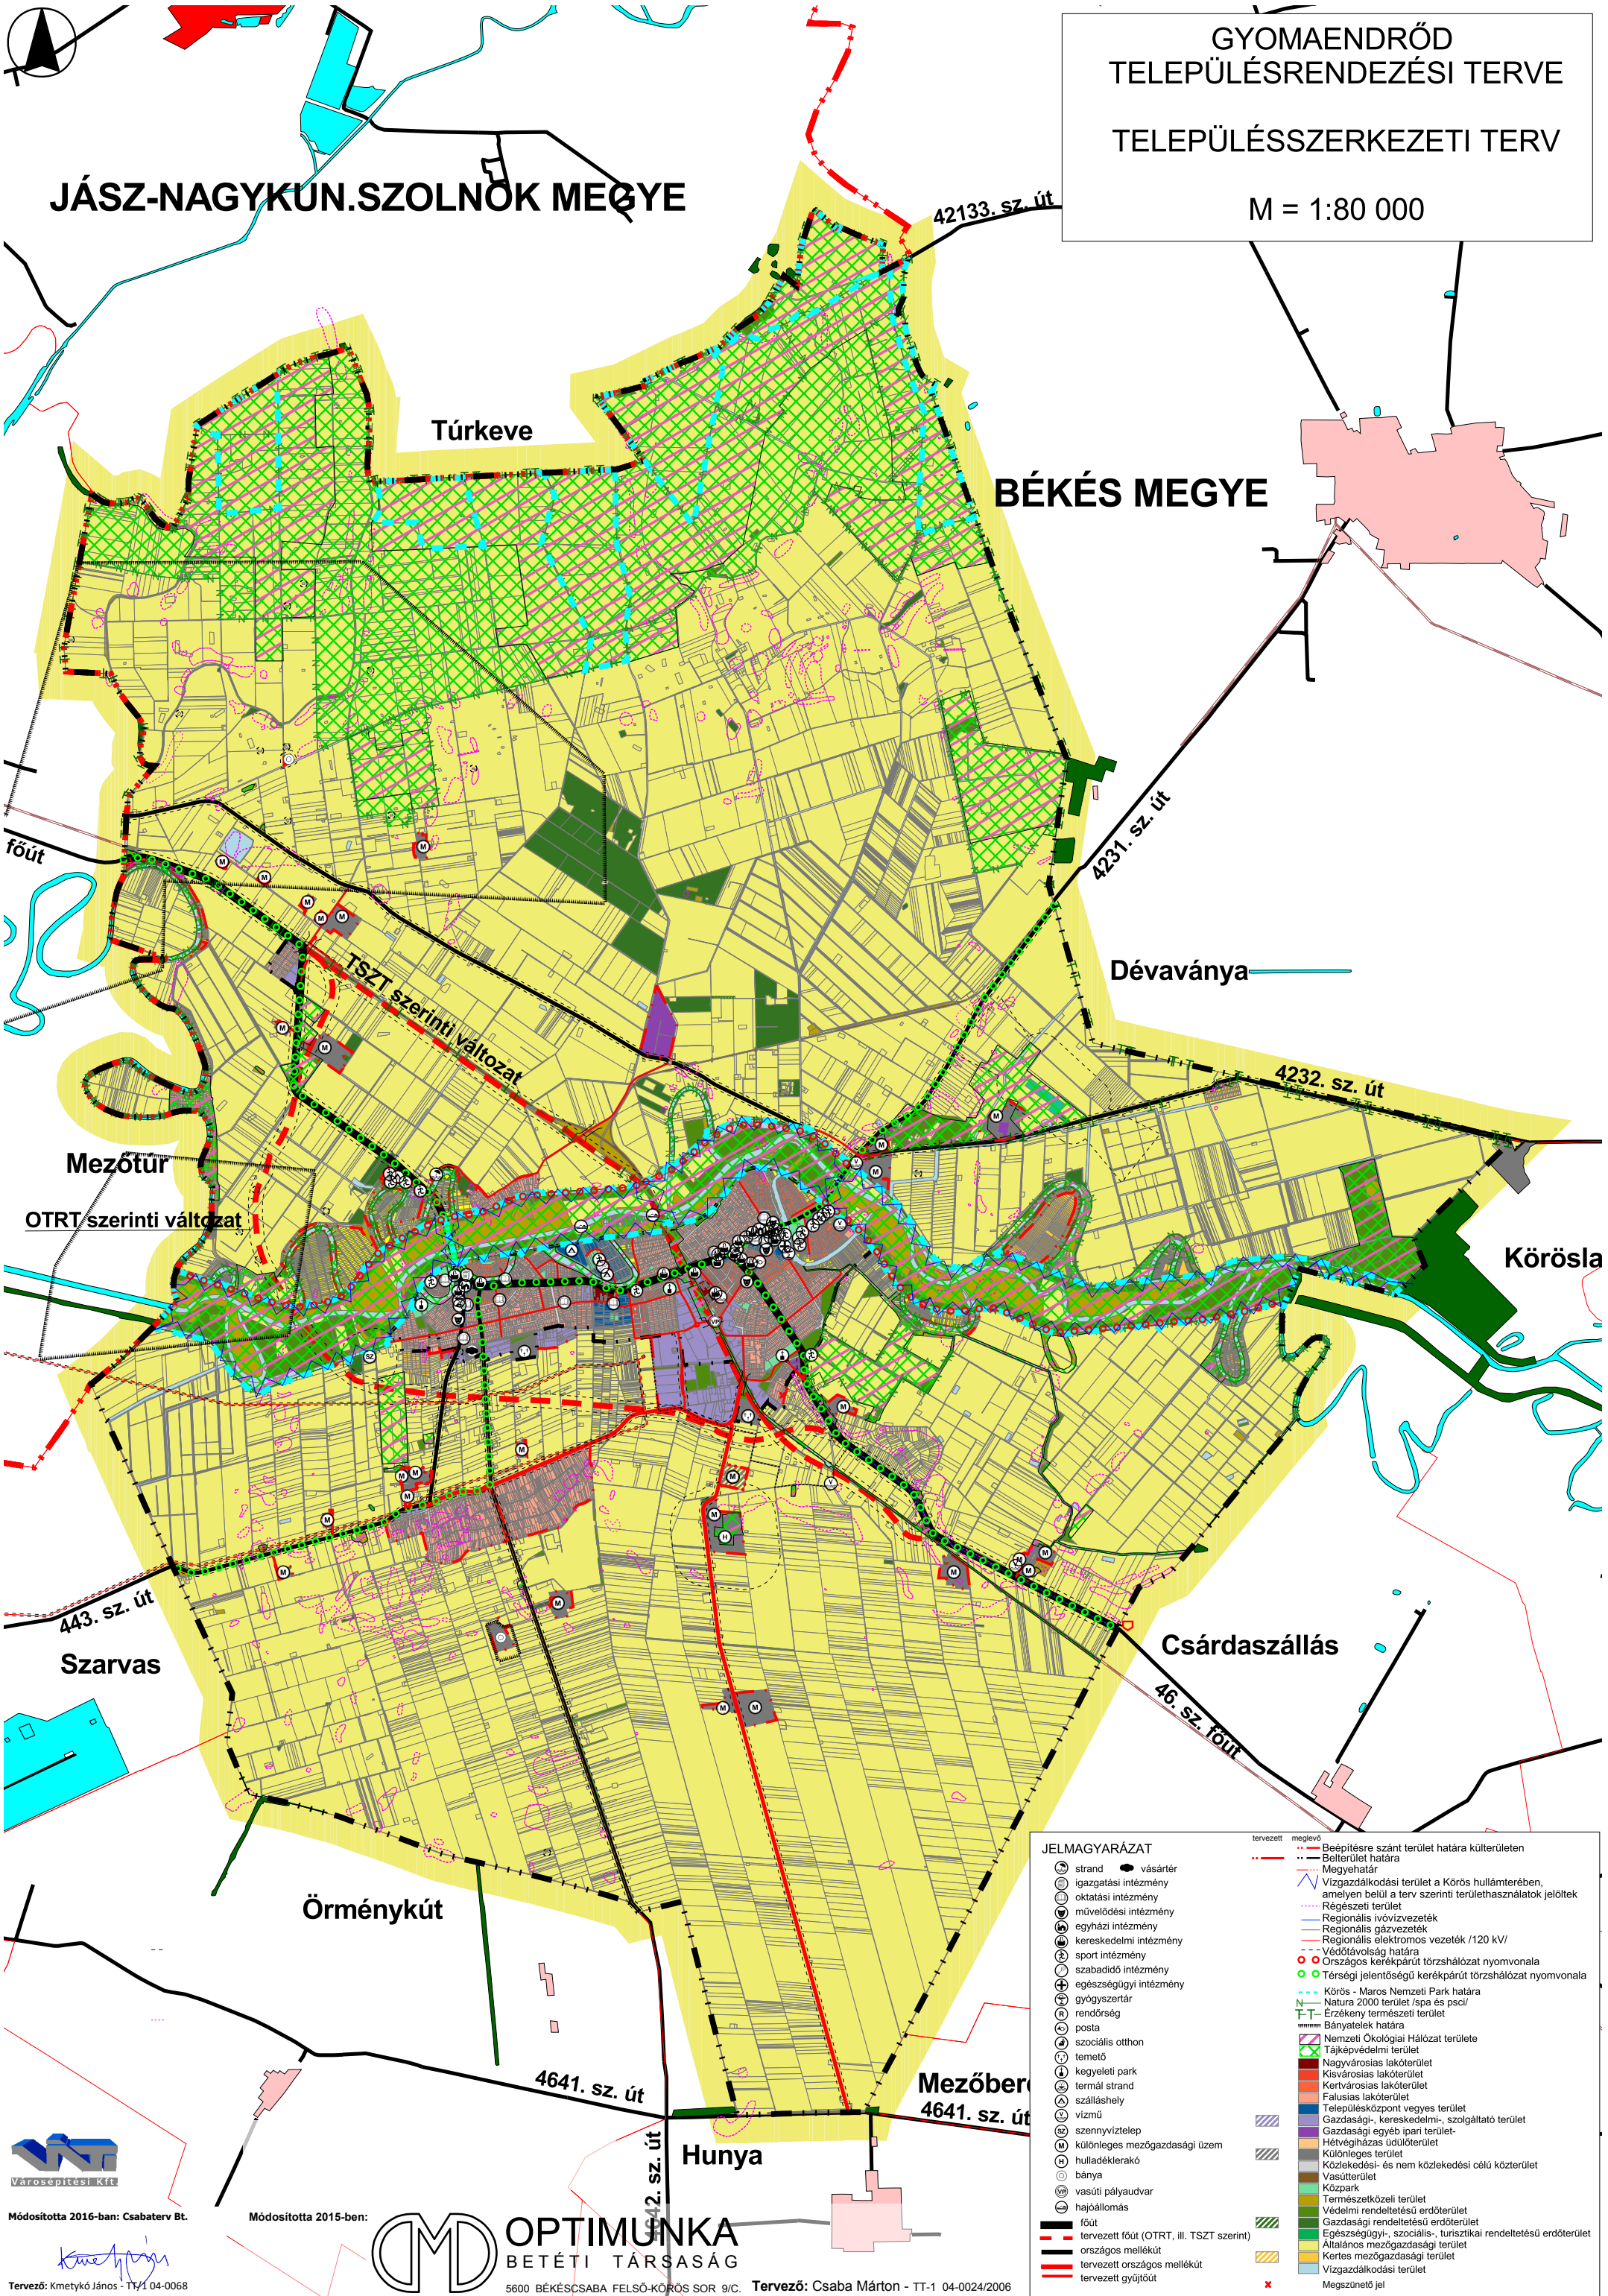 GYOMAENDRŐD
TELEPÜLÉSRENDEZÉSI TERVE
TELEPÜLÉSSZERKEZETI TERV
M = 1:80 000
JÁSZ-NAGYKUN.SZOLNOK MEGYE
42133. sz. út
Túrkeve
BÉKÉS MEGYE
főút
4231. sz. út
TSZT szerinti változat
Dévaványa
4232. sz. út
Mezőtúr
OTRT szerinti változat
Körösla
443. sz. út
Szarvas
Csárdaszállás
46. sz. főút
Örménykút
4641. sz. út
Mezőber
4641. sz. út
Hunya
4642. sz. út
JELMAGYARÁZAT
strand
vásártér
igazgatási intézmény
oktatási intézmény
művelődési intézmény
egyházi intézmény
kereskedelmi intézmény
sport intézmény
szabadidő intézmény
egészségügyi intézmény
gyógyszertár
R rendőrség
posta
szociális otthon
temető
kegyeleti park
termál strand
szálláshely
V vízmű
SZ szennyvíztelep
M különleges mezőgazdasági üzem
H hulladéklerakó
bánya
VP vasúti pályaudvar
hajóállomás
főút
tervezett főút (OTRT, ill. TSZT szerint)
országos mellékút
tervezett országos mellékút
tervezett gyűjtőút
tervezett meglevő
Beépítésre szánt terület határa külterületen
Belterület határa
Megyehatár
Vízgazdálkodási terület a Körös hullámterében,
amelyen belül a terv szerinti területhasználatok jelöltek
Régészeti terület
Regionális ivóvízvezeték
Regionális gázvezeték
Regionális elektromos vezeték /120 kV/
Védőtávolság határa
Országos kerékpárút törzshálózat nyomvonala
Térségi jelentőségű kerékpárút törzshálózat nyomvonala
Körös - Maros Nemzeti Park határa
N Natura 2000 terület /spa és psci/
T-T Érzékeny természeti terület
Bányatelek határa
Nemzeti Ökológiai Hálózat területe
Tájképvédelmi terület
Nagyvárosias lakóterület
Kisvárosias lakóterület
Kertvárosias lakóterület
Falusias lakóterület
Településközpont vegyes terület
Gazdasági-, kereskedelmi-, szolgáltató terület
Gazdasági egyéb ipari terület-
Hétvégiházas üdülőterület
Különleges terület
Közlekedési- és nem közlekedési célú közterület
Vasútterület
Közpark
Természetközeli terület
Védelmi rendeltetésű erdőterület
Gazdasági rendeltetésű erdőterület
Egészségügyi-, szociális-, turisztikai rendeltetésű erdőterület
Általános mezőgazdasági terület
Kertes mezőgazdasági terület
Vízgazdálkodási terület
Megszünető jel
VÁTI
Városépítési Kft.
Módosította 2016-ban: Csabaterv Bt.
Tervező: Kmetykó János - TT/1 04-0068
Módosította 2015-ben:
OPTIMUNKA
BETÉTI TÁRSASÁG
5600 BÉKÉSCSABA FELSŐ-KÖRÖS SOR 9/C.
Tervező: Csaba Márton - TT-1 04-0024/2006